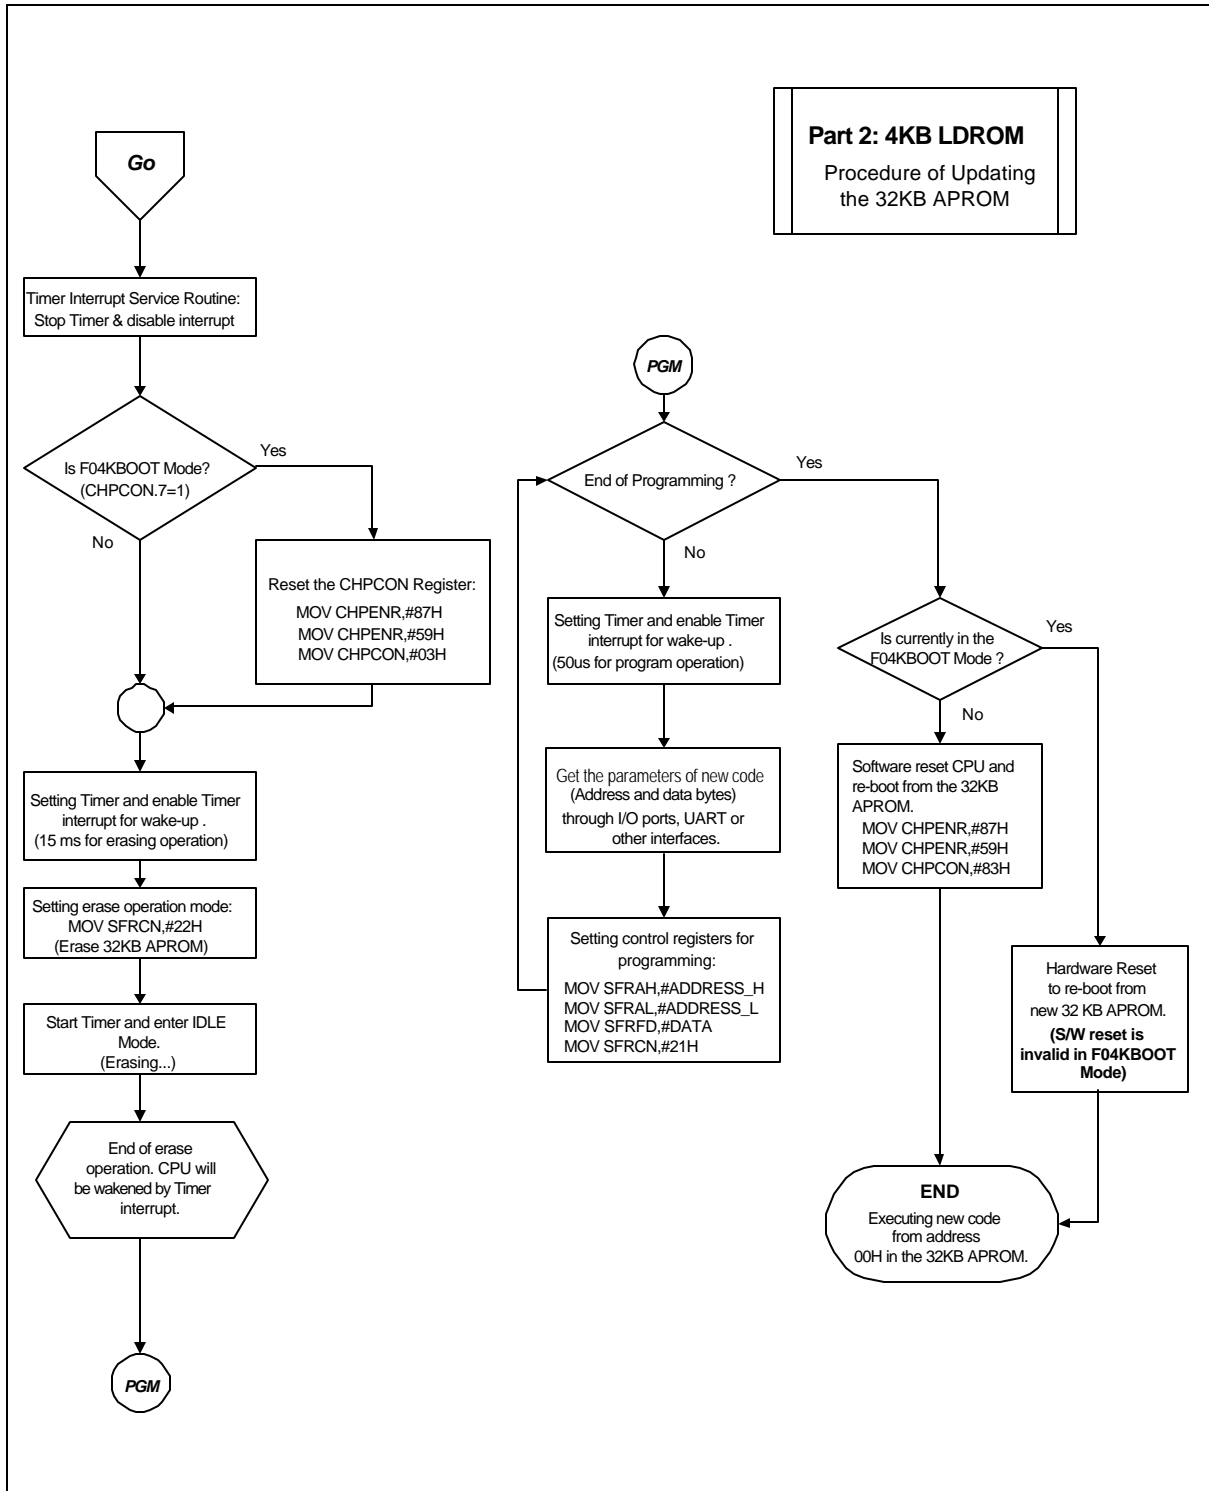 Part 2: 4KB LDROM
Procedure of Updating
the 32KB APROM
Go
Timer Interrupt Service Routine:
Stop Timer & disable interrupt
Is F04KBOOT Mode?
(CHPCON.7=1)
Yes
No
Reset the CHPCON Register:
MOV CHPENR,#87H
MOV CHPENR,#59H
MOV CHPCON,#03H
Setting Timer and enable Timer
interrupt for wake-up .
(15 ms for erasing operation)
Setting erase operation mode:
MOV SFRCN,#22H
(Erase 32KB APROM)
Start Timer and enter IDLE
Mode.
(Erasing...)
End of erase
operation. CPU will
be wakened by Timer
interrupt.
PGM
PGM
End of Programming ?
Yes
No
Setting Timer and enable Timer
interrupt for wake-up .
(50us for program operation)
Get the parameters of new code
(Address and data bytes)
through I/O ports, UART or
other interfaces.
Setting control registers for
programming:
MOV SFRAH,#ADDRESS_H
MOV SFRAL,#ADDRESS_L
MOV SFRFD,#DATA
MOV SFRCN,#21H
Is currently in the
F04KBOOT Mode ?
Yes
No
Software reset CPU and
re-boot from the 32KB
APROM.
MOV CHPENR,#87H
MOV CHPENR,#59H
MOV CHPCON,#83H
Hardware Reset
to re-boot from
new 32 KB APROM.
(S/W reset is
invalid in F04KBOOT
Mode)
END
Executing new code
from address
00H in the 32KB APROM.